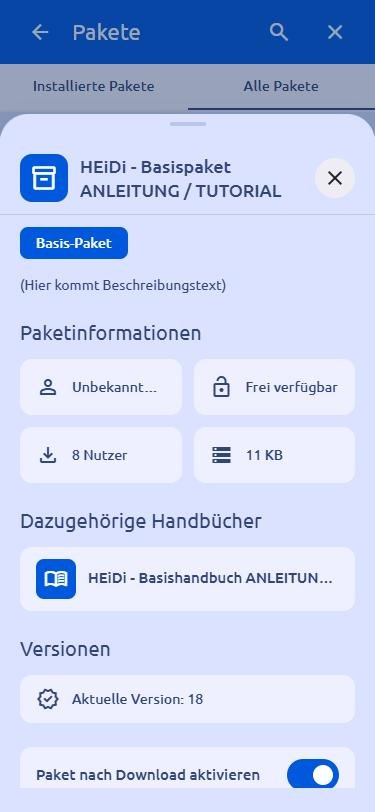 Pakete
Installierte Pakete
Alle Pakete
HEiDi - Basispaket
ANLEITUNG / TUTORIAL
Basis-Paket
(Hier kommt Beschreibungstext)
Paketinformationen
Unbekannt...
Frei verfügbar
8 Nutzer
11 KB
Dazugehörige Handbücher
HEiDi - Basishandbuch ANLEITUN...
Versionen
Aktuelle Version: 18
Paket nach Download aktivieren